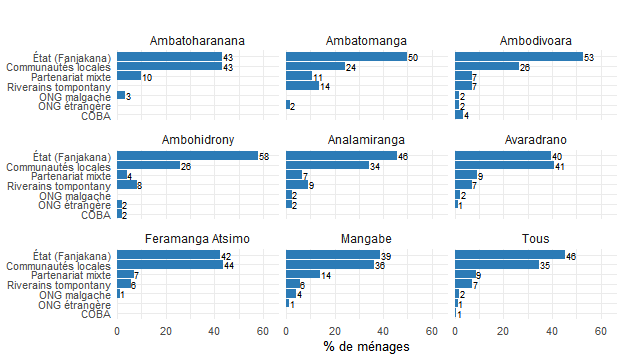 Ambatoharanana Ambatomanga Ambodivoara
État (Fanjakana) 43 50 53
Communautés locales 43 24 26
Partenariat mixte 10 11 7
Riverains tompontany 14 7
ONG malgache 3 2
ONG étrangère 2 2
COBA 4
Ambohidrony Analamiranga Avaradrano
État (Fanjakana) 58 46 40
Communautés locales 26 34 41
Partenariat mixte 4 7 9
Riverains tompontany 8 9 7
ONG malgache 2 2
ONG étrangère 2 2 1
COBA 2
Feramanga Atsimo Mangabe Tous
État (Fanjakana) 42 39 46
Communautés locales 44 36 35
Partenariat mixte 7 14 9
Riverains tompontany 6 6 7
ONG malgache 1 4 2
ONG étrangère 1 1
COBA 1
0 20 40 60 0 20 40 60 0 20 40 60
% de ménages